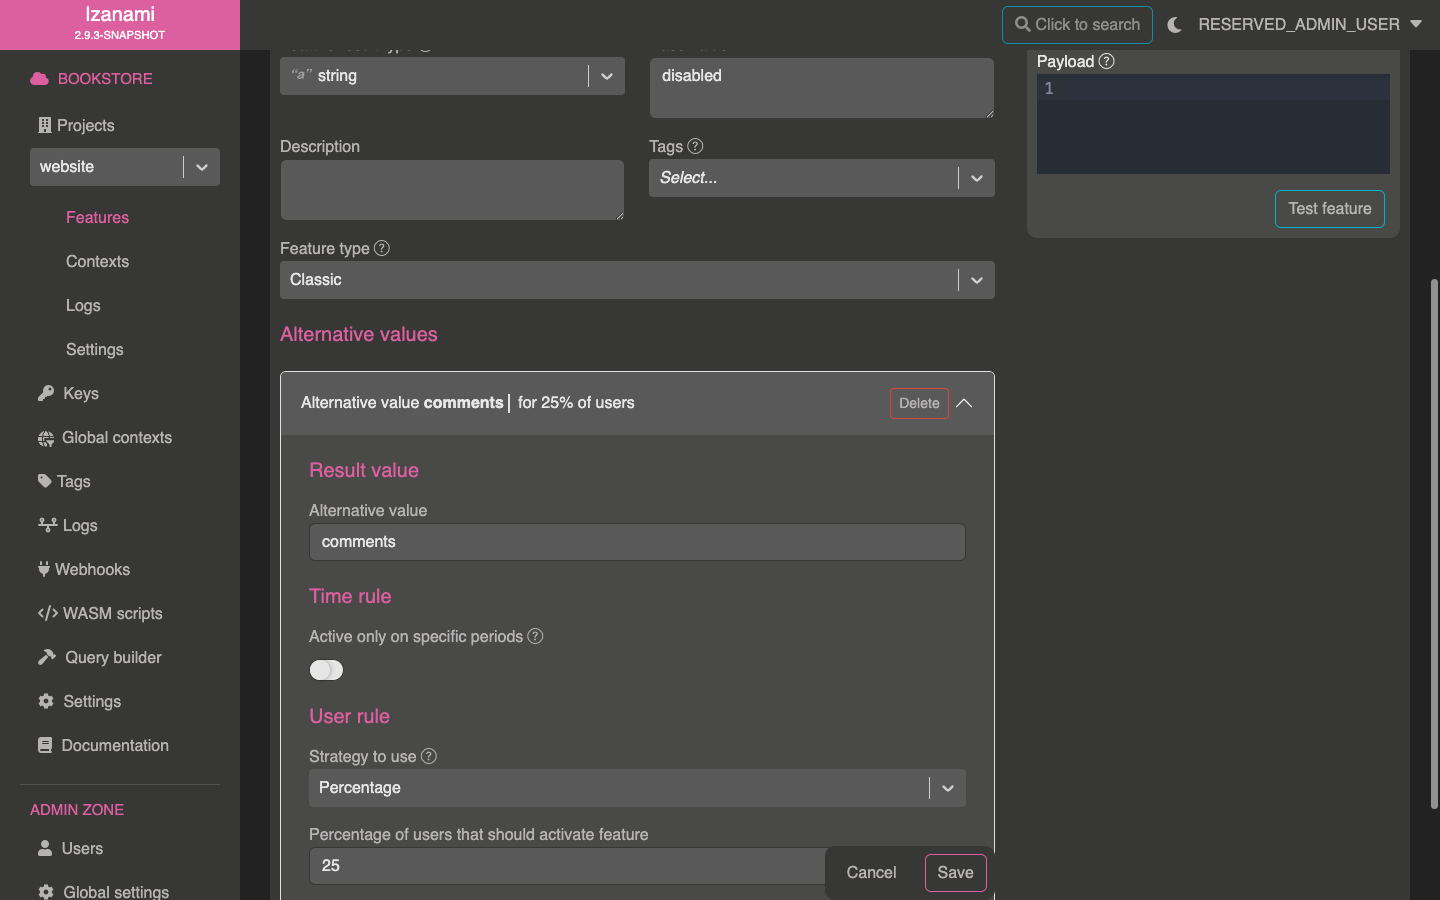 Izanami
2.9.3-SNAPSHOT
Click to search
RESERVED_ADMIN_USER
BOOKSTORE
Projects
website
Features
Contexts
Logs
Settings
Keys
Global contexts
Tags
Logs
Webhooks
WASM scripts
Query builder
Settings
Documentation
ADMIN ZONE
Users
Global settings
"a" string
disabled
Description
Tags
Select...
Feature type
Classic
Alternative values
Alternative value comments | for 25% of users
Delete
Result value
Alternative value
comments
Time rule
Active only on specific periods
User rule
Strategy to use
Percentage
Percentage of users that should activate feature
25
Cancel
Save
Payload
1
Test feature